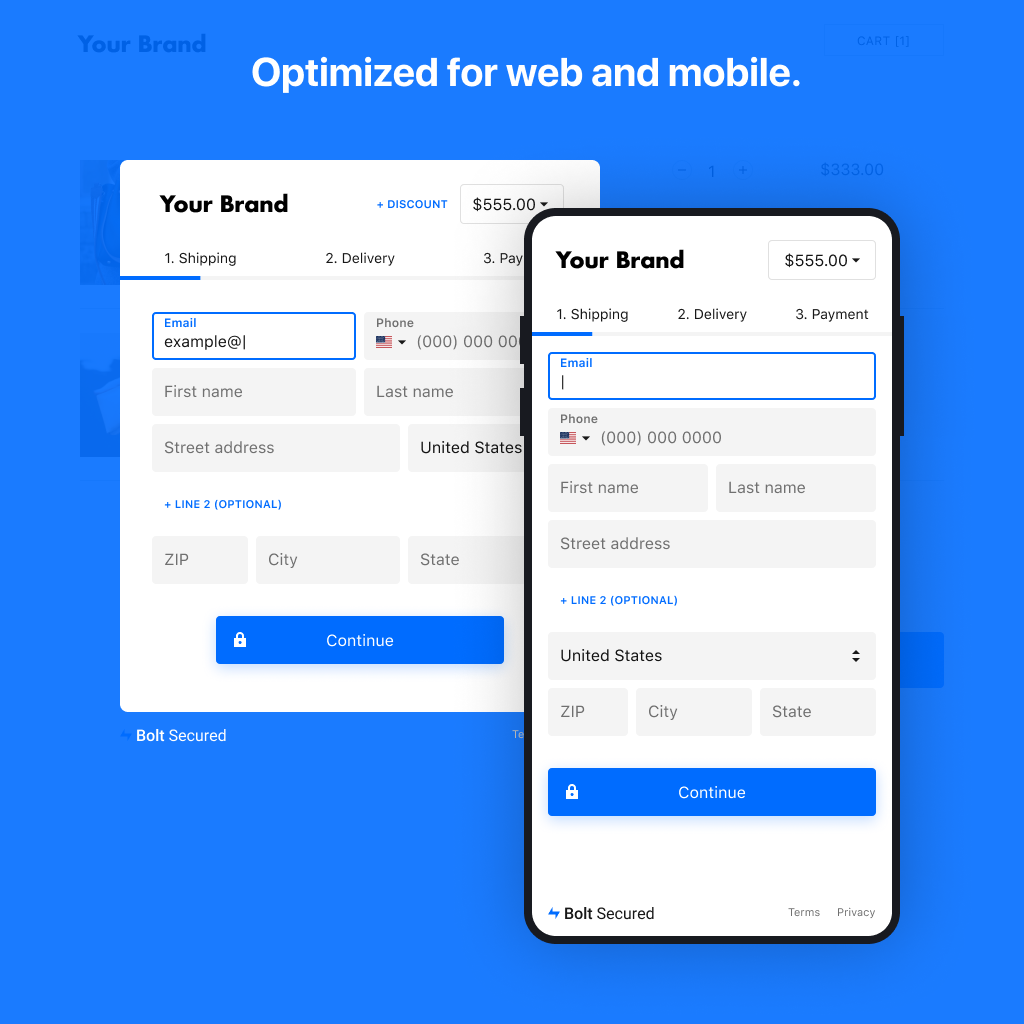 Your Brand
CART [1]
Optimized for web and mobile.
− 1 + $333.00
Your Brand + DISCOUNT $555.00
1. Shipping 2. Delivery 3. Pay
Email
example@|
Phone
(000) 000 00
First name Last name
Street address United States
+ LINE 2 (OPTIONAL)
ZIP City State
Continue
Bolt Secured Te
Your Brand $555.00
1. Shipping 2. Delivery 3. Payment
Email
|
Phone
(000) 000 0000
First name Last name
Street address
+ LINE 2 (OPTIONAL)
United States
ZIP City State
Continue
Bolt Secured Terms Privacy